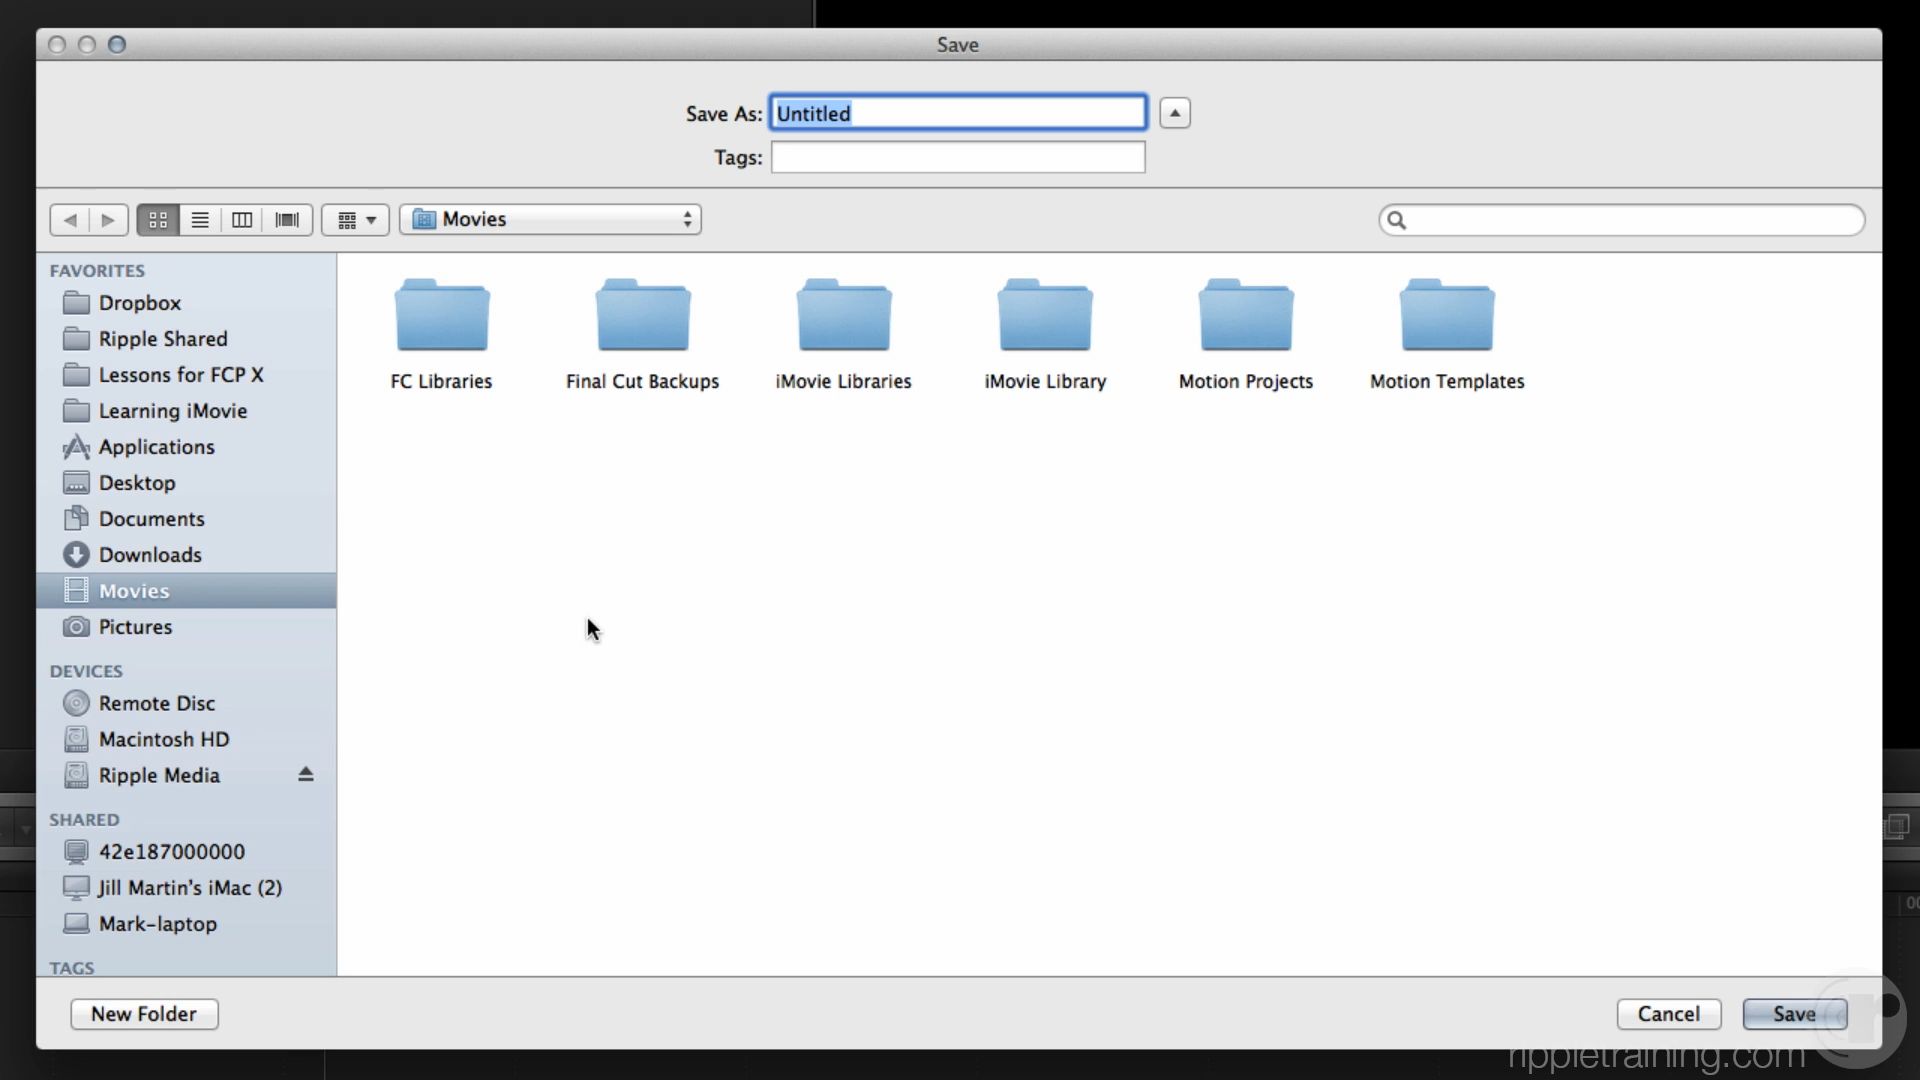 Save
Save As: Untitled
Tags:
Movies
FAVORITES
Dropbox
Ripple Shared
Lessons for FCP X
Learning iMovie
Applications
Desktop
Documents
Downloads
Movies
Pictures
DEVICES
Remote Disc
Macintosh HD
Ripple Media
SHARED
42e187000000
Jill Martin’s iMac (2)
Mark-laptop
TAGS
FC Libraries
Final Cut Backups
iMovie Libraries
iMovie Library
Motion Projects
Motion Templates
New Folder
Cancel
Save
rippletraining.com